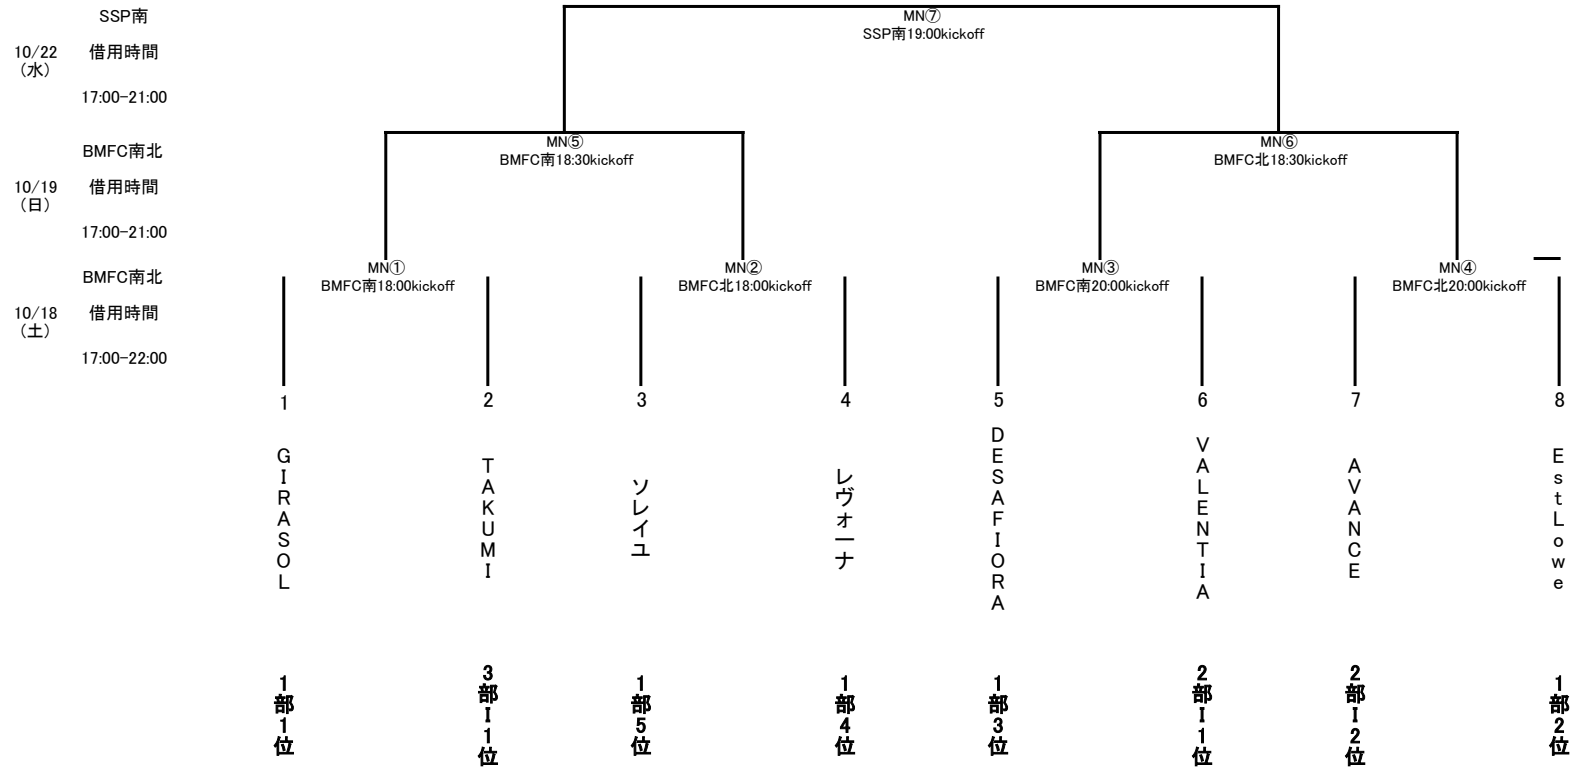 SSP南
10/22
（水）
借用時間
17:00-21:00
MN⑦
SSP南19:00kickoff
BMFC南北
10/19
（日）
借用時間
17:00-21:00
MN⑤
BMFC南18:30kickoff
MN⑥
BMFC北18:30kickoff
BMFC南北
10/18
（土）
借用時間
17:00-22:00
MN①
BMFC南18:00kickoff
MN②
BMFC北18:00kickoff
MN③
BMFC南20:00kickoff
MN④
BMFC北20:00kickoff
1
2
3
4
5
6
7
8
GIRASOL
TAKUMI
ソレイユ
レヴォーナ
DESAFIORA
VALENTIA
AVANCE
EstLowe
1部1位
3部I1位
1部5位
1部4位
1部3位
2部I1位
2部I2位
1部2位